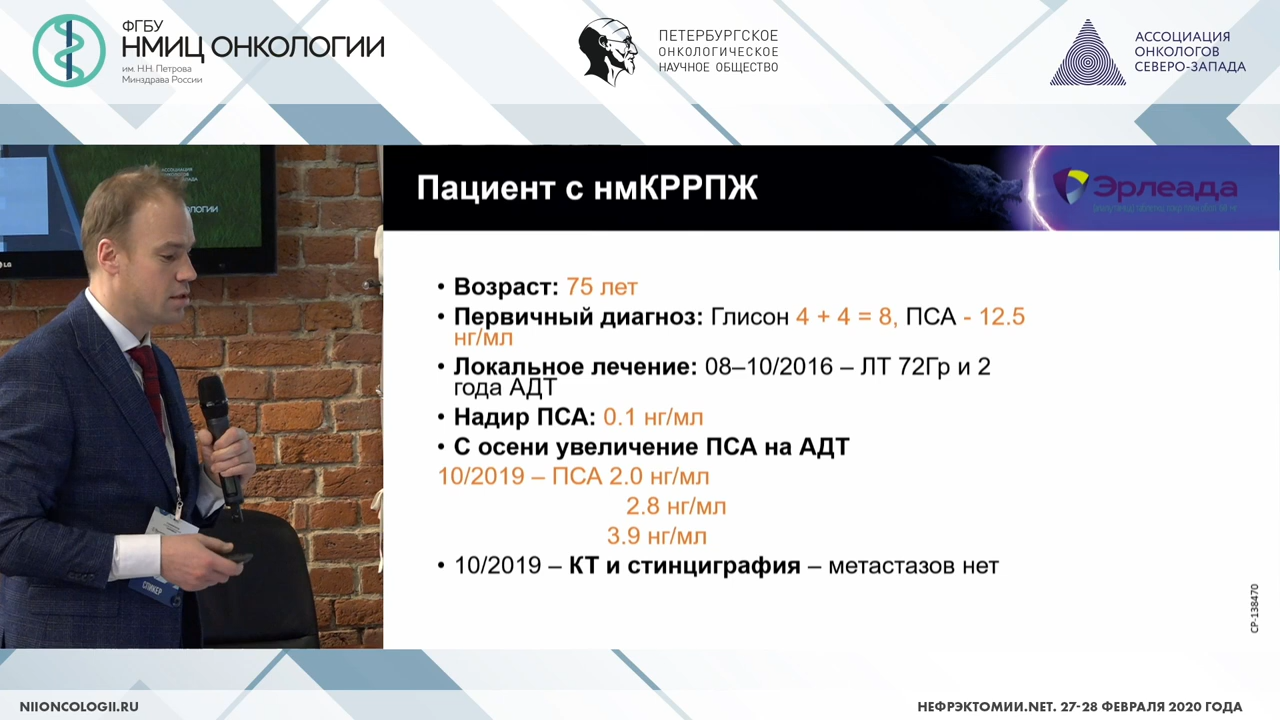 ФГБУ
НМИЦ ОНКОЛОГИИ
им. Н.Н. Петрова
Минздрава России
ПЕТЕРБУРГСКОЕ
ОНКОЛОГИЧЕСКОЕ
НАУЧНОЕ ОБЩЕСТВО
АССОЦИАЦИЯ
ОНКОЛОГОВ
СЕВЕРО-ЗАПАДА
LG
СПИКЕР
Пациент с нмКРРПЖ
Эрлеада
• Возраст: 75 лет
• Первичный диагноз: Глисон 4 + 4 = 8, ПСА - 12.5
нг/мл
• Локальное лечение: 08–10/2016 – ЛТ 72Гр и 2
года АДТ
• Надир ПСА: 0.1 нг/мл
• С осени увеличение ПСА на АДТ
10/2019 – ПСА 2.0 нг/мл
2.8 нг/мл
3.9 нг/мл
• 10/2019 – КТ и стинциграфия – метастазов нет
CP-138470
NIIONCOLOGII.RU
НЕФРЭКТОМИИ.NET. 27-28 ФЕВРАЛЯ 2020 ГОДА